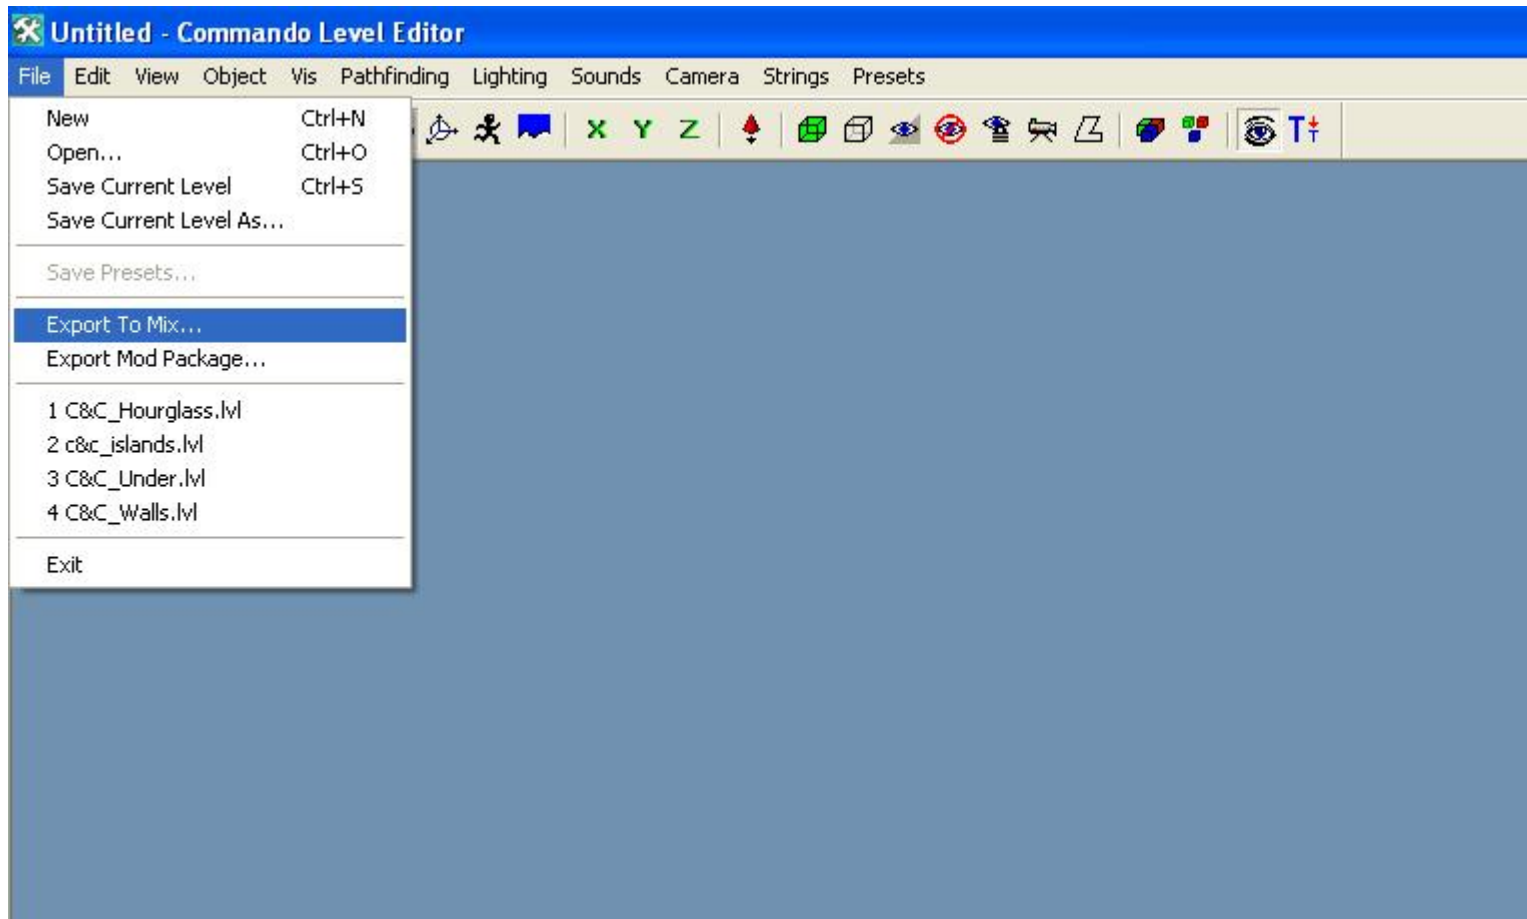 Untitled - Commando Level Editor
File Edit View Object Vis Pathfinding Lighting Sounds Camera Strings Presets
New Ctrl+N
Open... Ctrl+O
Save Current Level Ctrl+S
Save Current Level As...
Save Presets...
Export To Mix...
Export Mod Package...
1 C&C_Hourglass.lvl
2 c&c_islands.lvl
3 C&C_Under.lvl
4 C&C_Walls.lvl
Exit
X Y Z T T